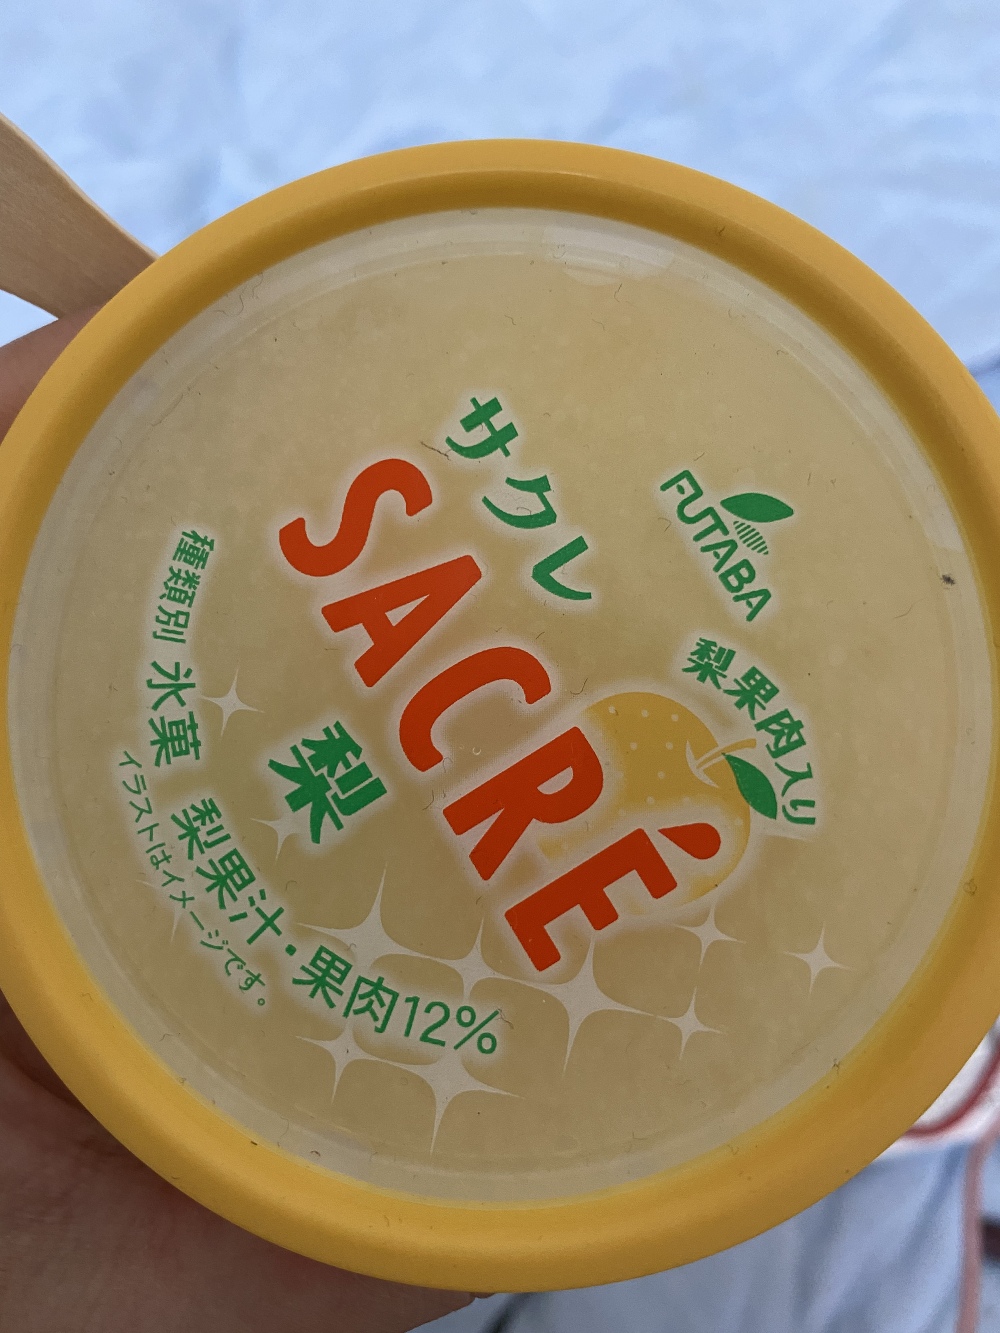 FUTABA
サクレ
SACRÉ
梨
梨果肉入り
種類別 氷菓
梨果汁・果肉12%
イラストはイメージです。